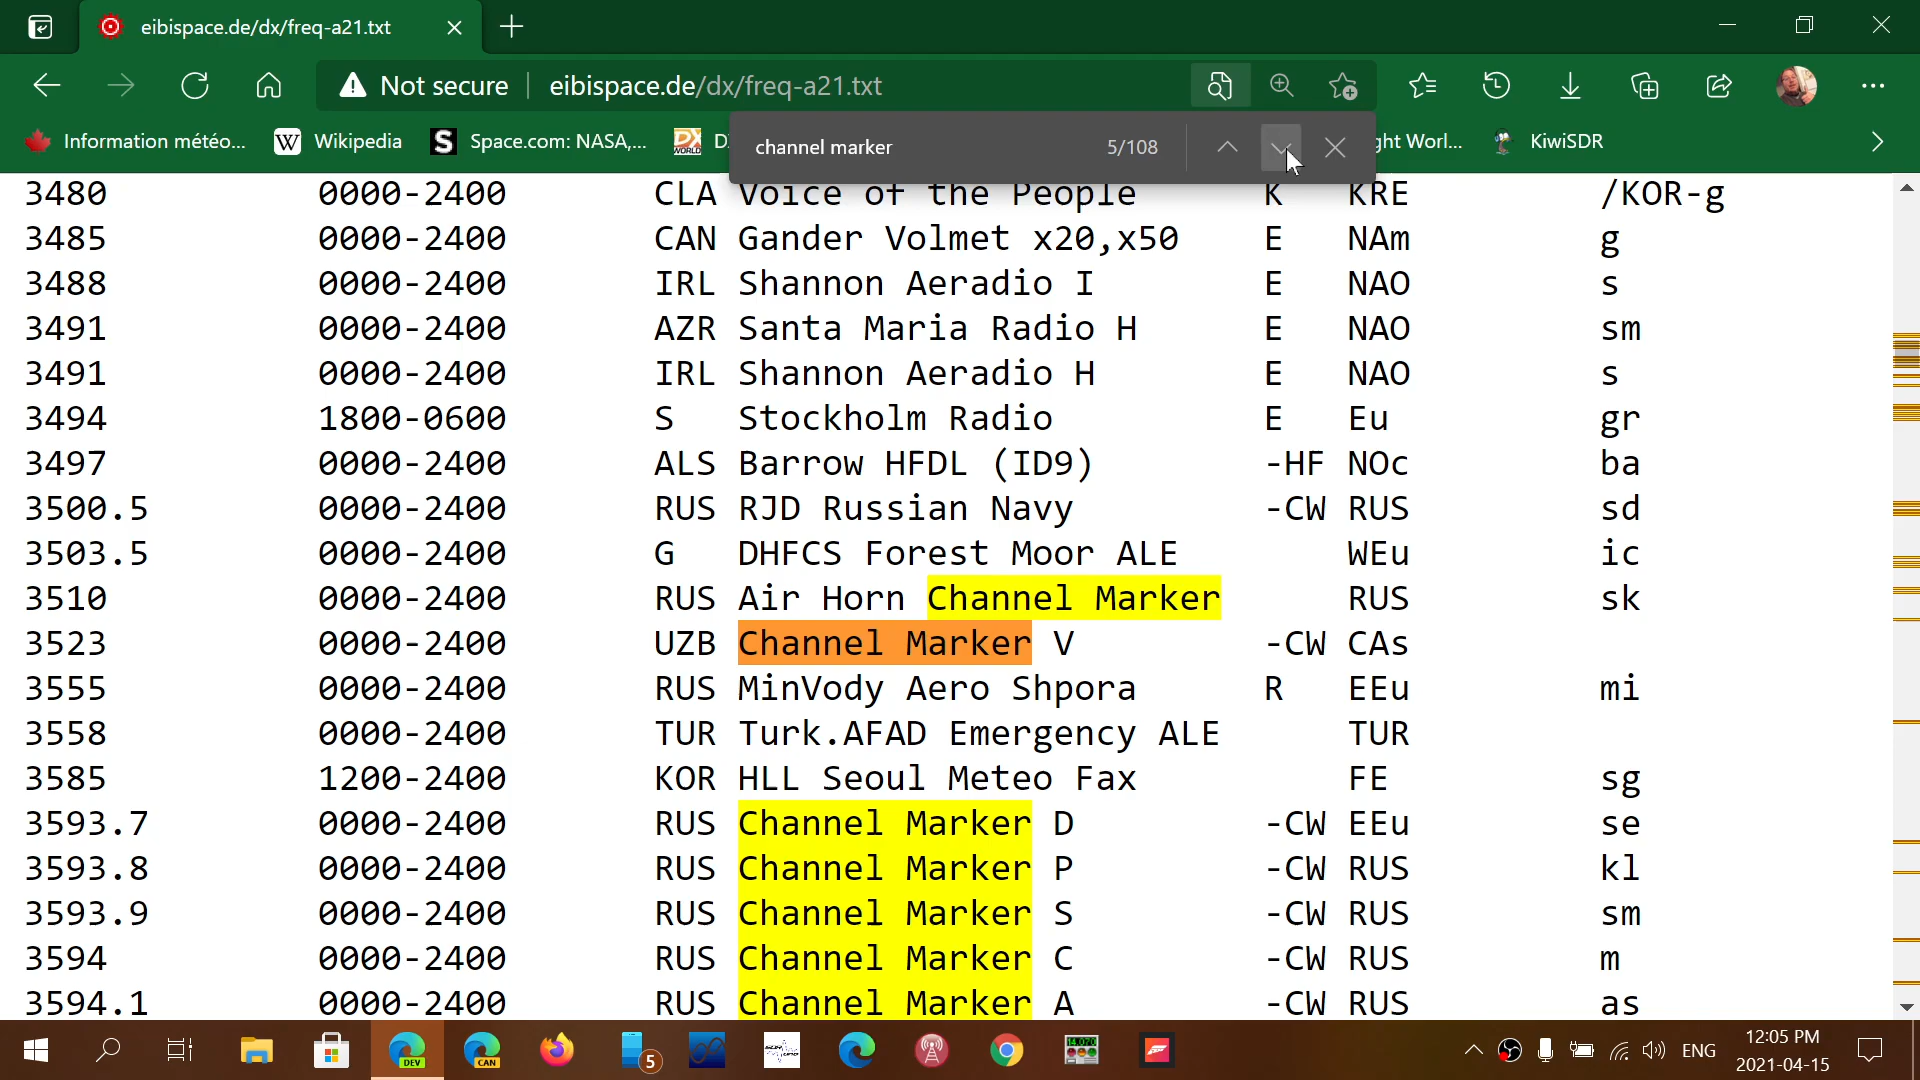 eibispace.de/dx/freq-a21.txt
Not secure eibispace.de/dx/freq-a21.txt
Information météo... W Wikipedia S Space.com: NASA,... DX WORLD D ght Worl... KiwiSDR
channel marker 5/108
3480 0000-2400 CLA Voice of the People K KRE /KOR-g
3485 0000-2400 CAN Gander Volmet x20,x50 E NAm g
3488 0000-2400 IRL Shannon Aeradio I E NAO s
3491 0000-2400 AZR Santa Maria Radio H E NAO sm
3491 0000-2400 IRL Shannon Aeradio H E NAO s
3494 1800-0600 S Stockholm Radio E Eu gr
3497 0000-2400 ALS Barrow HFDL (ID9) -HF NOc ba
3500.5 0000-2400 RUS RJD Russian Navy -CW RUS sd
3503.5 0000-2400 G DHFCS Forest Moor ALE WEu ic
3510 0000-2400 RUS Air Horn Channel Marker RUS sk
3523 0000-2400 UZB Channel Marker V -CW CAs
3555 0000-2400 RUS MinVody Aero Shpora R EEu mi
3558 0000-2400 TUR Turk.AFAD Emergency ALE TUR
3585 1200-2400 KOR HLL Seoul Meteo Fax FE sg
3593.7 0000-2400 RUS Channel Marker D -CW EEu se
3593.8 0000-2400 RUS Channel Marker P -CW RUS kl
3593.9 0000-2400 RUS Channel Marker S -CW RUS sm
3594 0000-2400 RUS Channel Marker C -CW RUS m
3594.1 0000-2400 RUS Channel Marker A -CW RUS as
DEV CAN 5 14.070 ENG 12:05 PM
2021-04-15